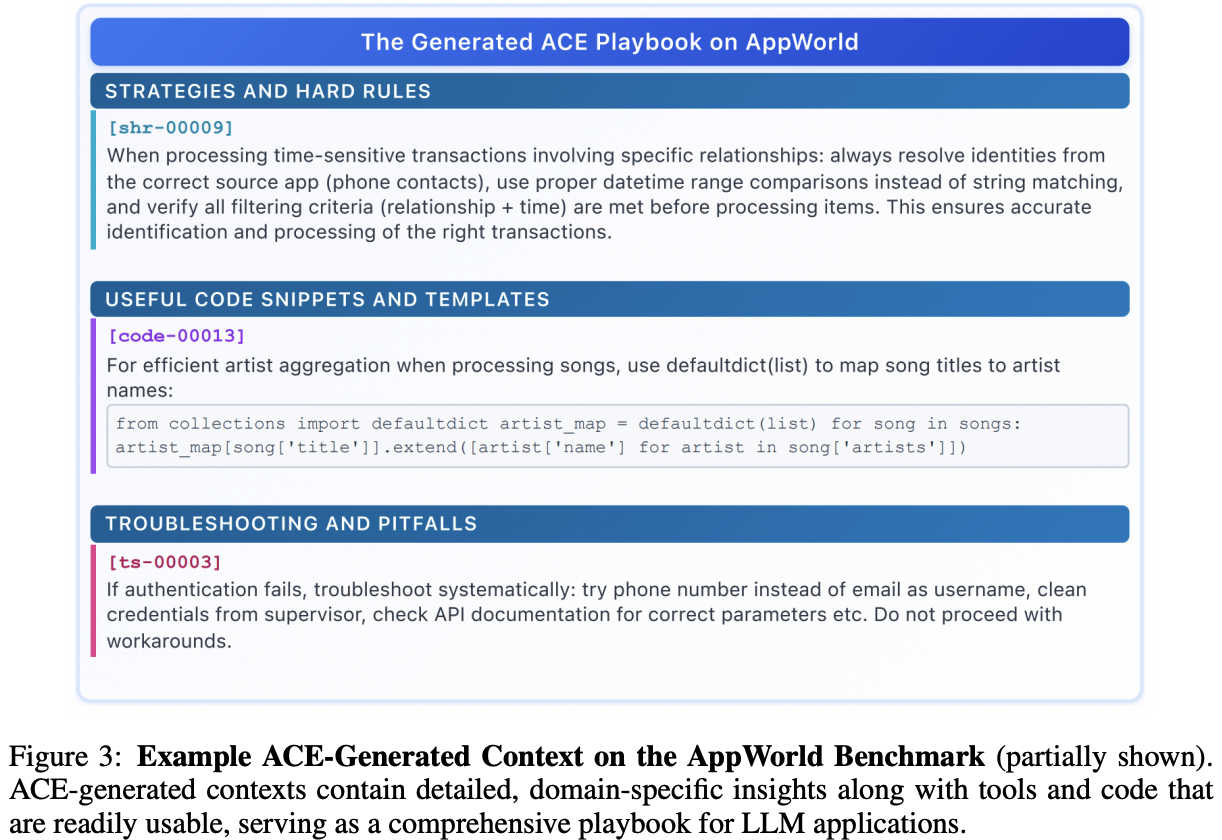 The Generated ACE Playbook on AppWorld
STRATEGIES AND HARD RULES
[shr-00009]
When processing time-sensitive transactions involving specific relationships: always resolve identities from
the correct source app (phone contacts), use proper datetime range comparisons instead of string matching,
and verify all filtering criteria (relationship + time) are met before processing items. This ensures accurate
identification and processing of the right transactions.
USEFUL CODE SNIPPETS AND TEMPLATES
[code-00013]
For efficient artist aggregation when processing songs, use defaultdict(list) to map song titles to artist
names:
from collections import defaultdict artist_map = defaultdict(list) for song in songs:
artist_map[song['title']].extend([artist['name'] for artist in song['artists']])
TROUBLESHOOTING AND PITFALLS
[ts-00003]
If authentication fails, troubleshoot systematically: try phone number instead of email as username, clean
credentials from supervisor, check API documentation for correct parameters etc. Do not proceed with
workarounds.
Figure 3: Example ACE-Generated Context on the AppWorld Benchmark (partially shown).
ACE-generated contexts contain detailed, domain-specific insights along with tools and code that
are readily usable, serving as a comprehensive playbook for LLM applications.